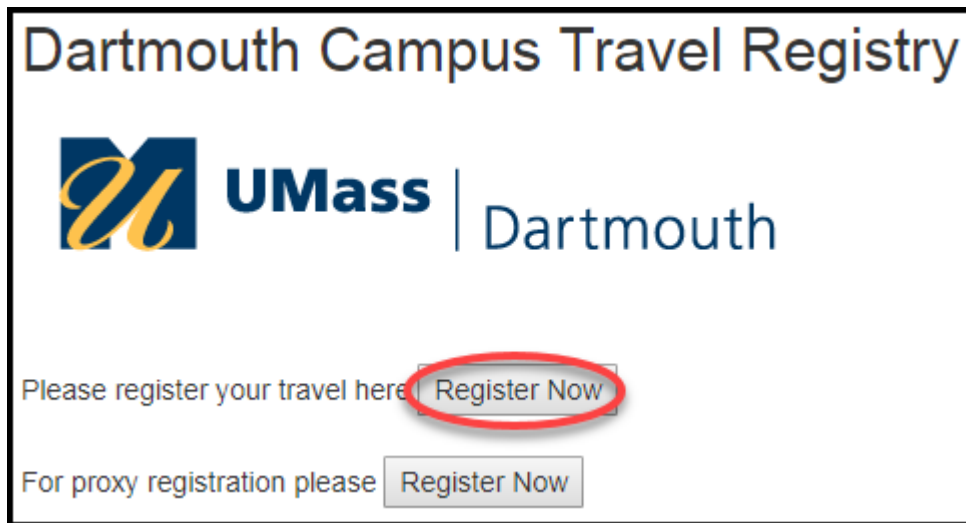 Dartmouth Campus Travel Registry
UMass Dartmouth
Please register your travel here Register Now
For proxy registration please Register Now